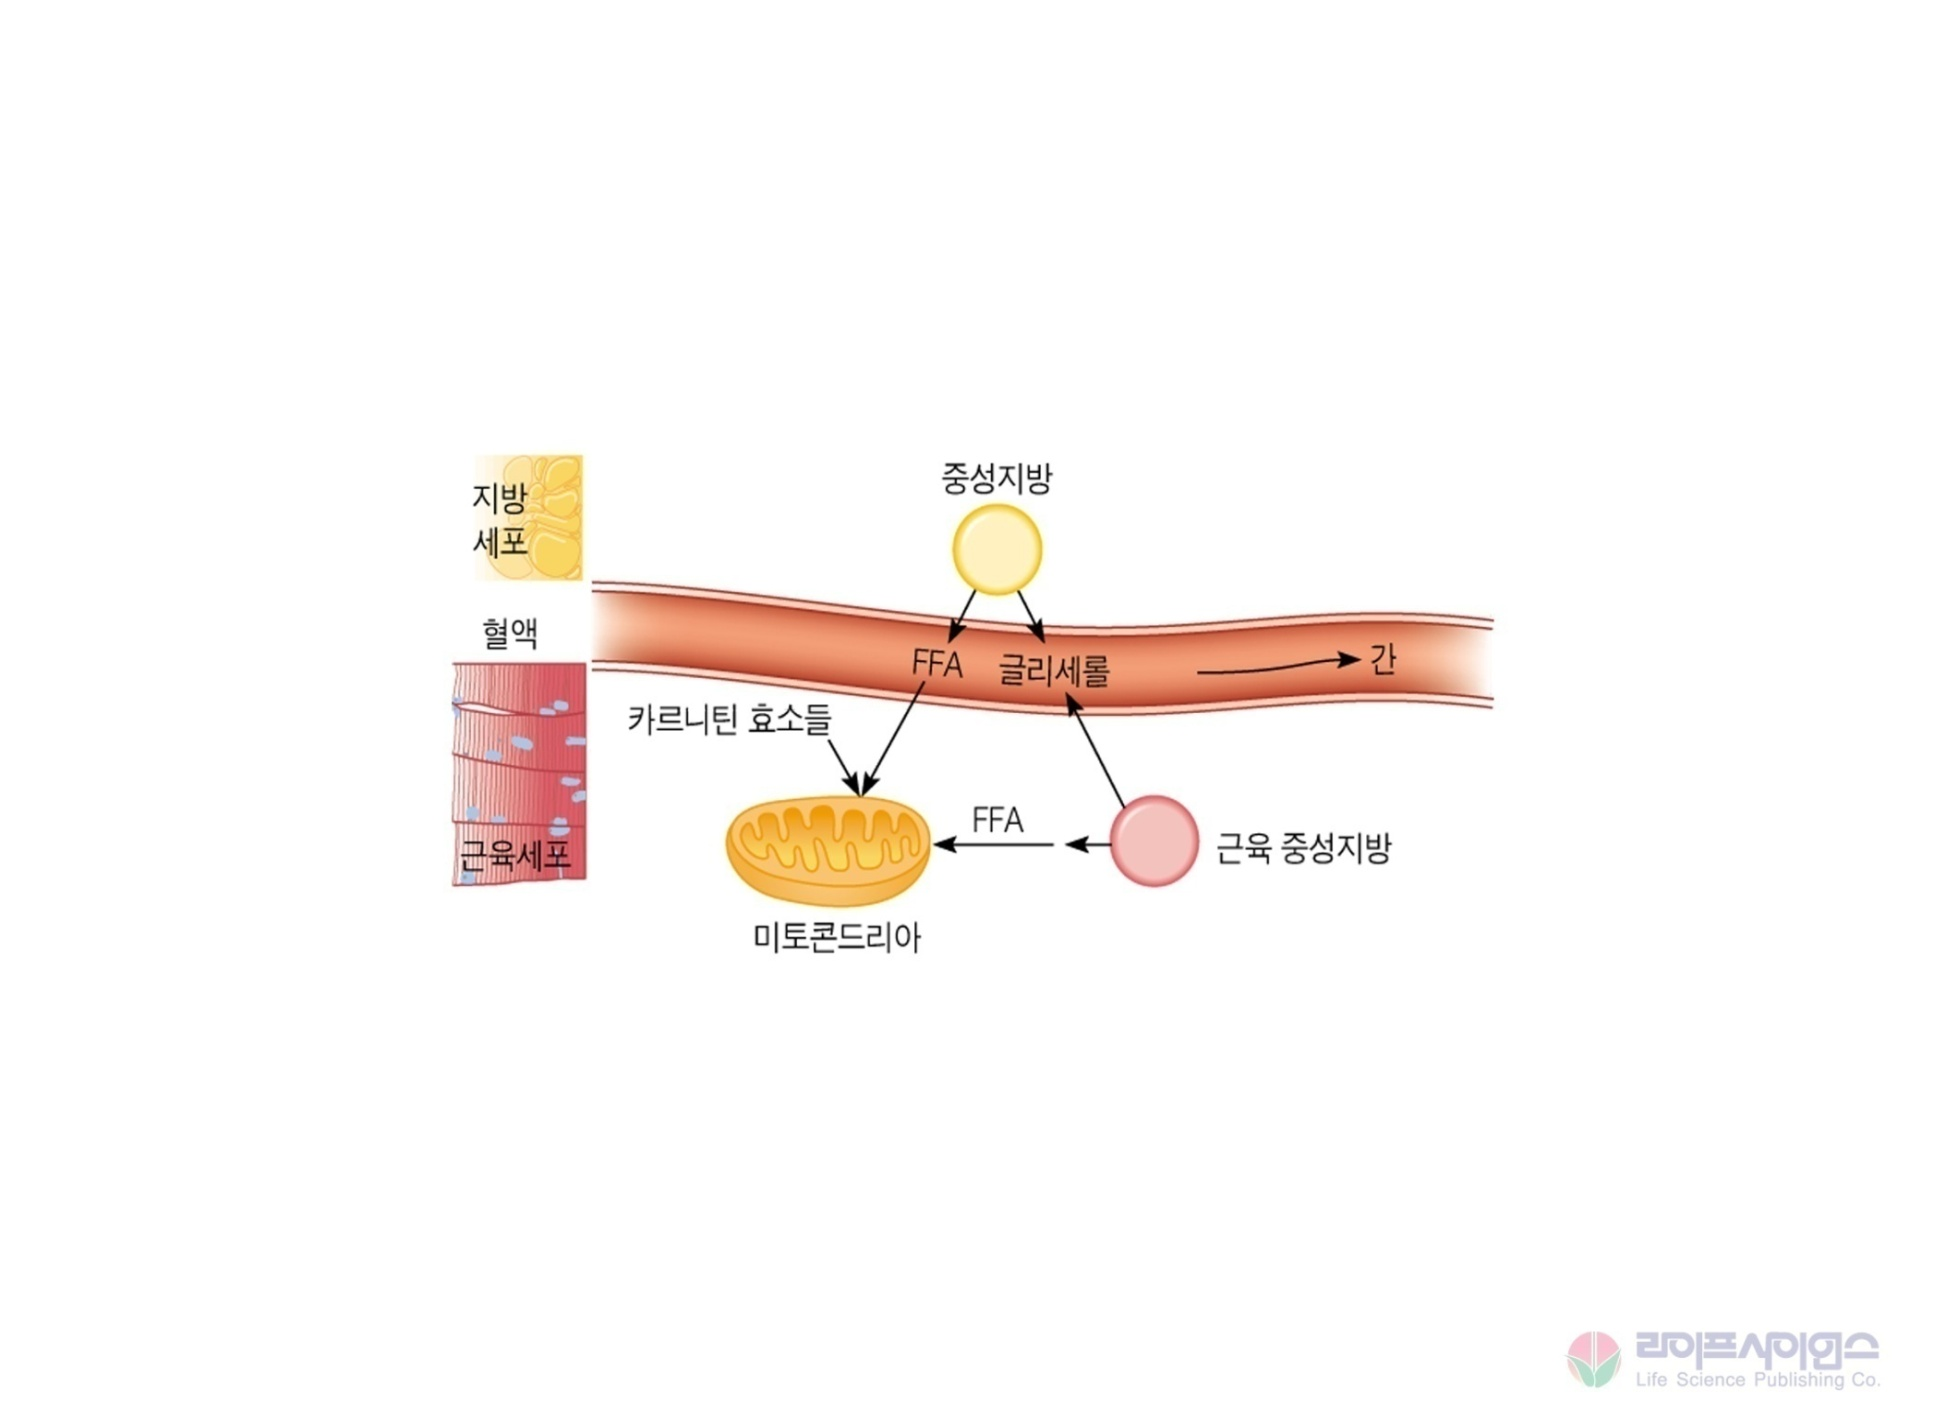 중성지방
지방
세포
혈액
FFA 글리세롤
간
카르니틴 효소들
FFA
근육세포
근육 중성지방
미토콘드리아
라이프사이언스
Life Science Publishing Co.